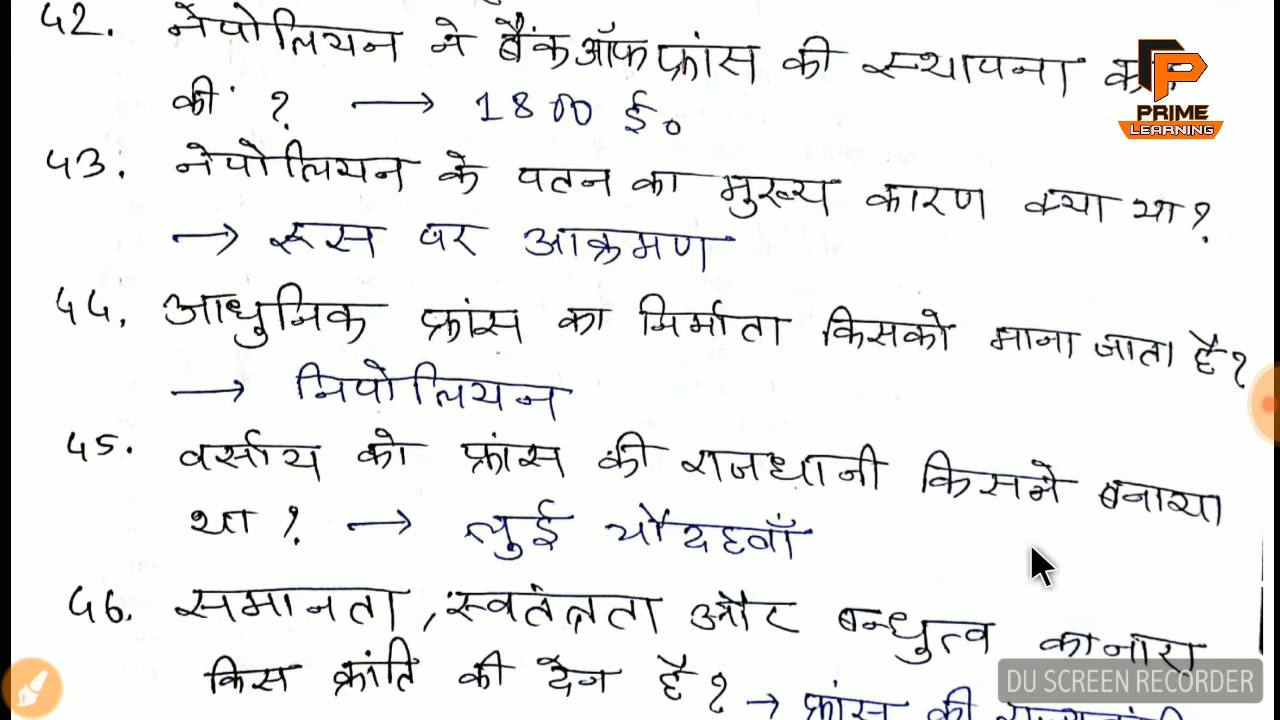 42. नेपोलियन ने बैंक ऑफ फ्रांस की स्थापना
की ? → 1800 ई०
PRIME
LEARNING
43. नेपोलियन के पतन का मुख्य कारण क्या था?
→ रूस पर आक्रमण
44. आधुनिक फ्रांस का निर्माता किसको माना जाता है?
→ निपोलियन
45. वर्साय को फ्रांस की राजधानी किसने बनाया
था? → लुई चौदहवाँ
46. समानता, स्वतंत्रता और बन्धुत्व का नारा
किस क्रांति की देन है? → फ्रांस की
DU SCREEN RECORDER